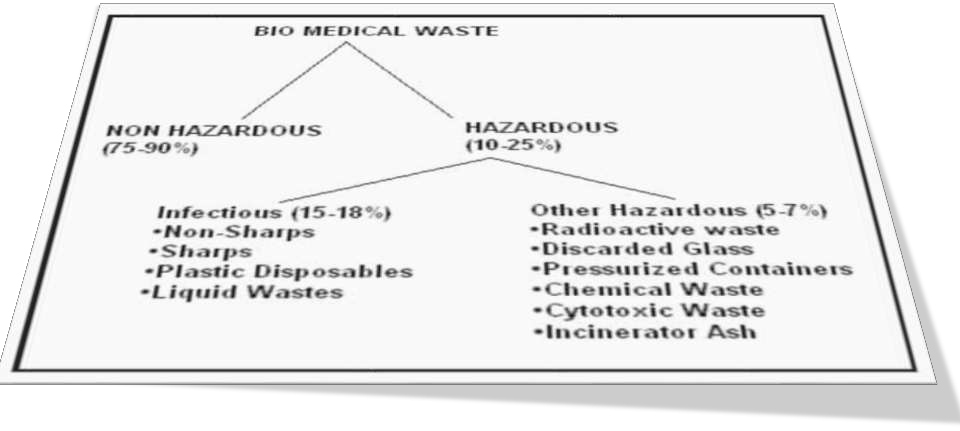 BIO MEDICAL WASTE
NON HAZARDOUS
(75-90%)
HAZARDOUS
(10-25%)
Infectious (15-18%)
•Non-Sharps
•Sharps
•Plastic Disposables
•Liquid Wastes
Other Hazardous (5-7%)
•Radioactive waste
•Discarded Glass
•Pressurized Containers
•Chemical Waste
•Cytotoxic Waste
•Incinerator Ash